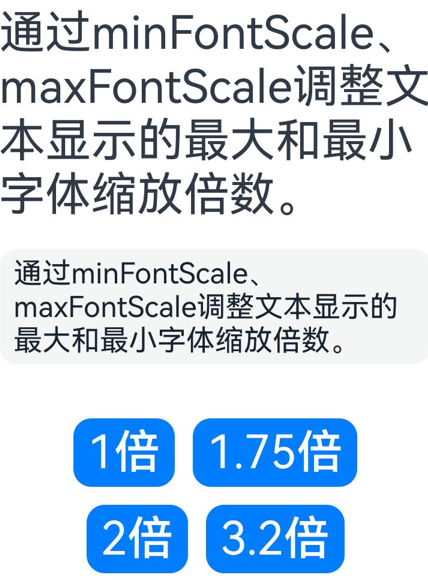 通过minFontScale、
maxFontScale调整文
本显示的最大和最小
字体缩放倍数。
通过minFontScale、
maxFontScale调整文本显示的
最大和最小字体缩放倍数。
1倍 1.75倍
2倍 3.2倍